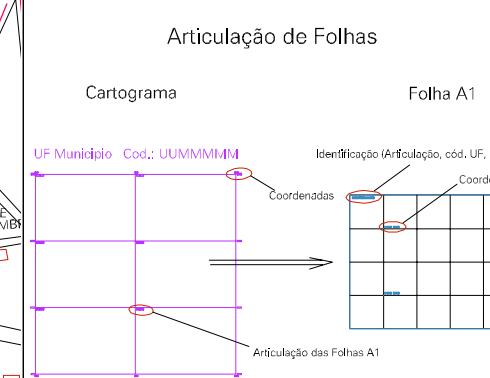 Articulação de Folhas
Cartograma
Folha A1
UF Municipio Cod.: UUMMMMM
Identificação (Articulação, cód. UF,
Coordenadas
Articulação das Folhas A1